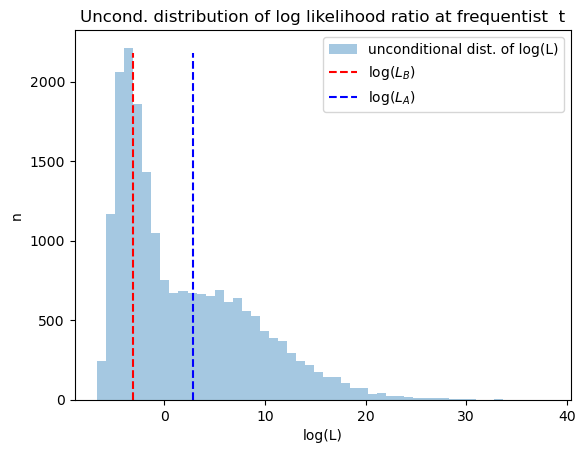 Uncond. distribution of log likelihood ratio at frequentist  t
unconditional dist. of log(L)
log(L_B)
log(L_A)
n
2000
1500
1000
500
0
0 10 20 30 40
log(L)